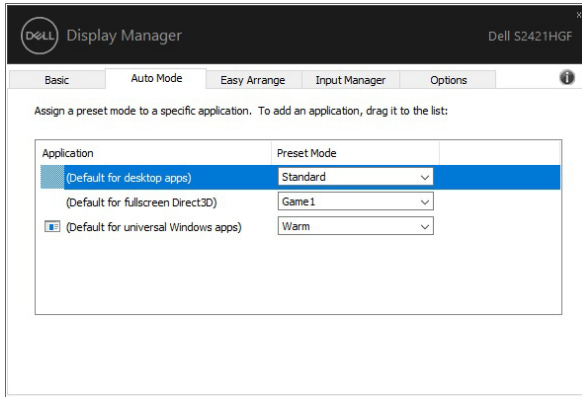 DELL Display Manager
Dell S2421HGF
Basic Auto Mode Easy Arrange Input Manager Options
Assign a preset mode to a specific application. To add an application, drag it to the list:
Application Preset Mode
(Default for desktop apps) Standard
(Default for fullscreen Direct3D) Game1
(Default for universal Windows apps) Warm